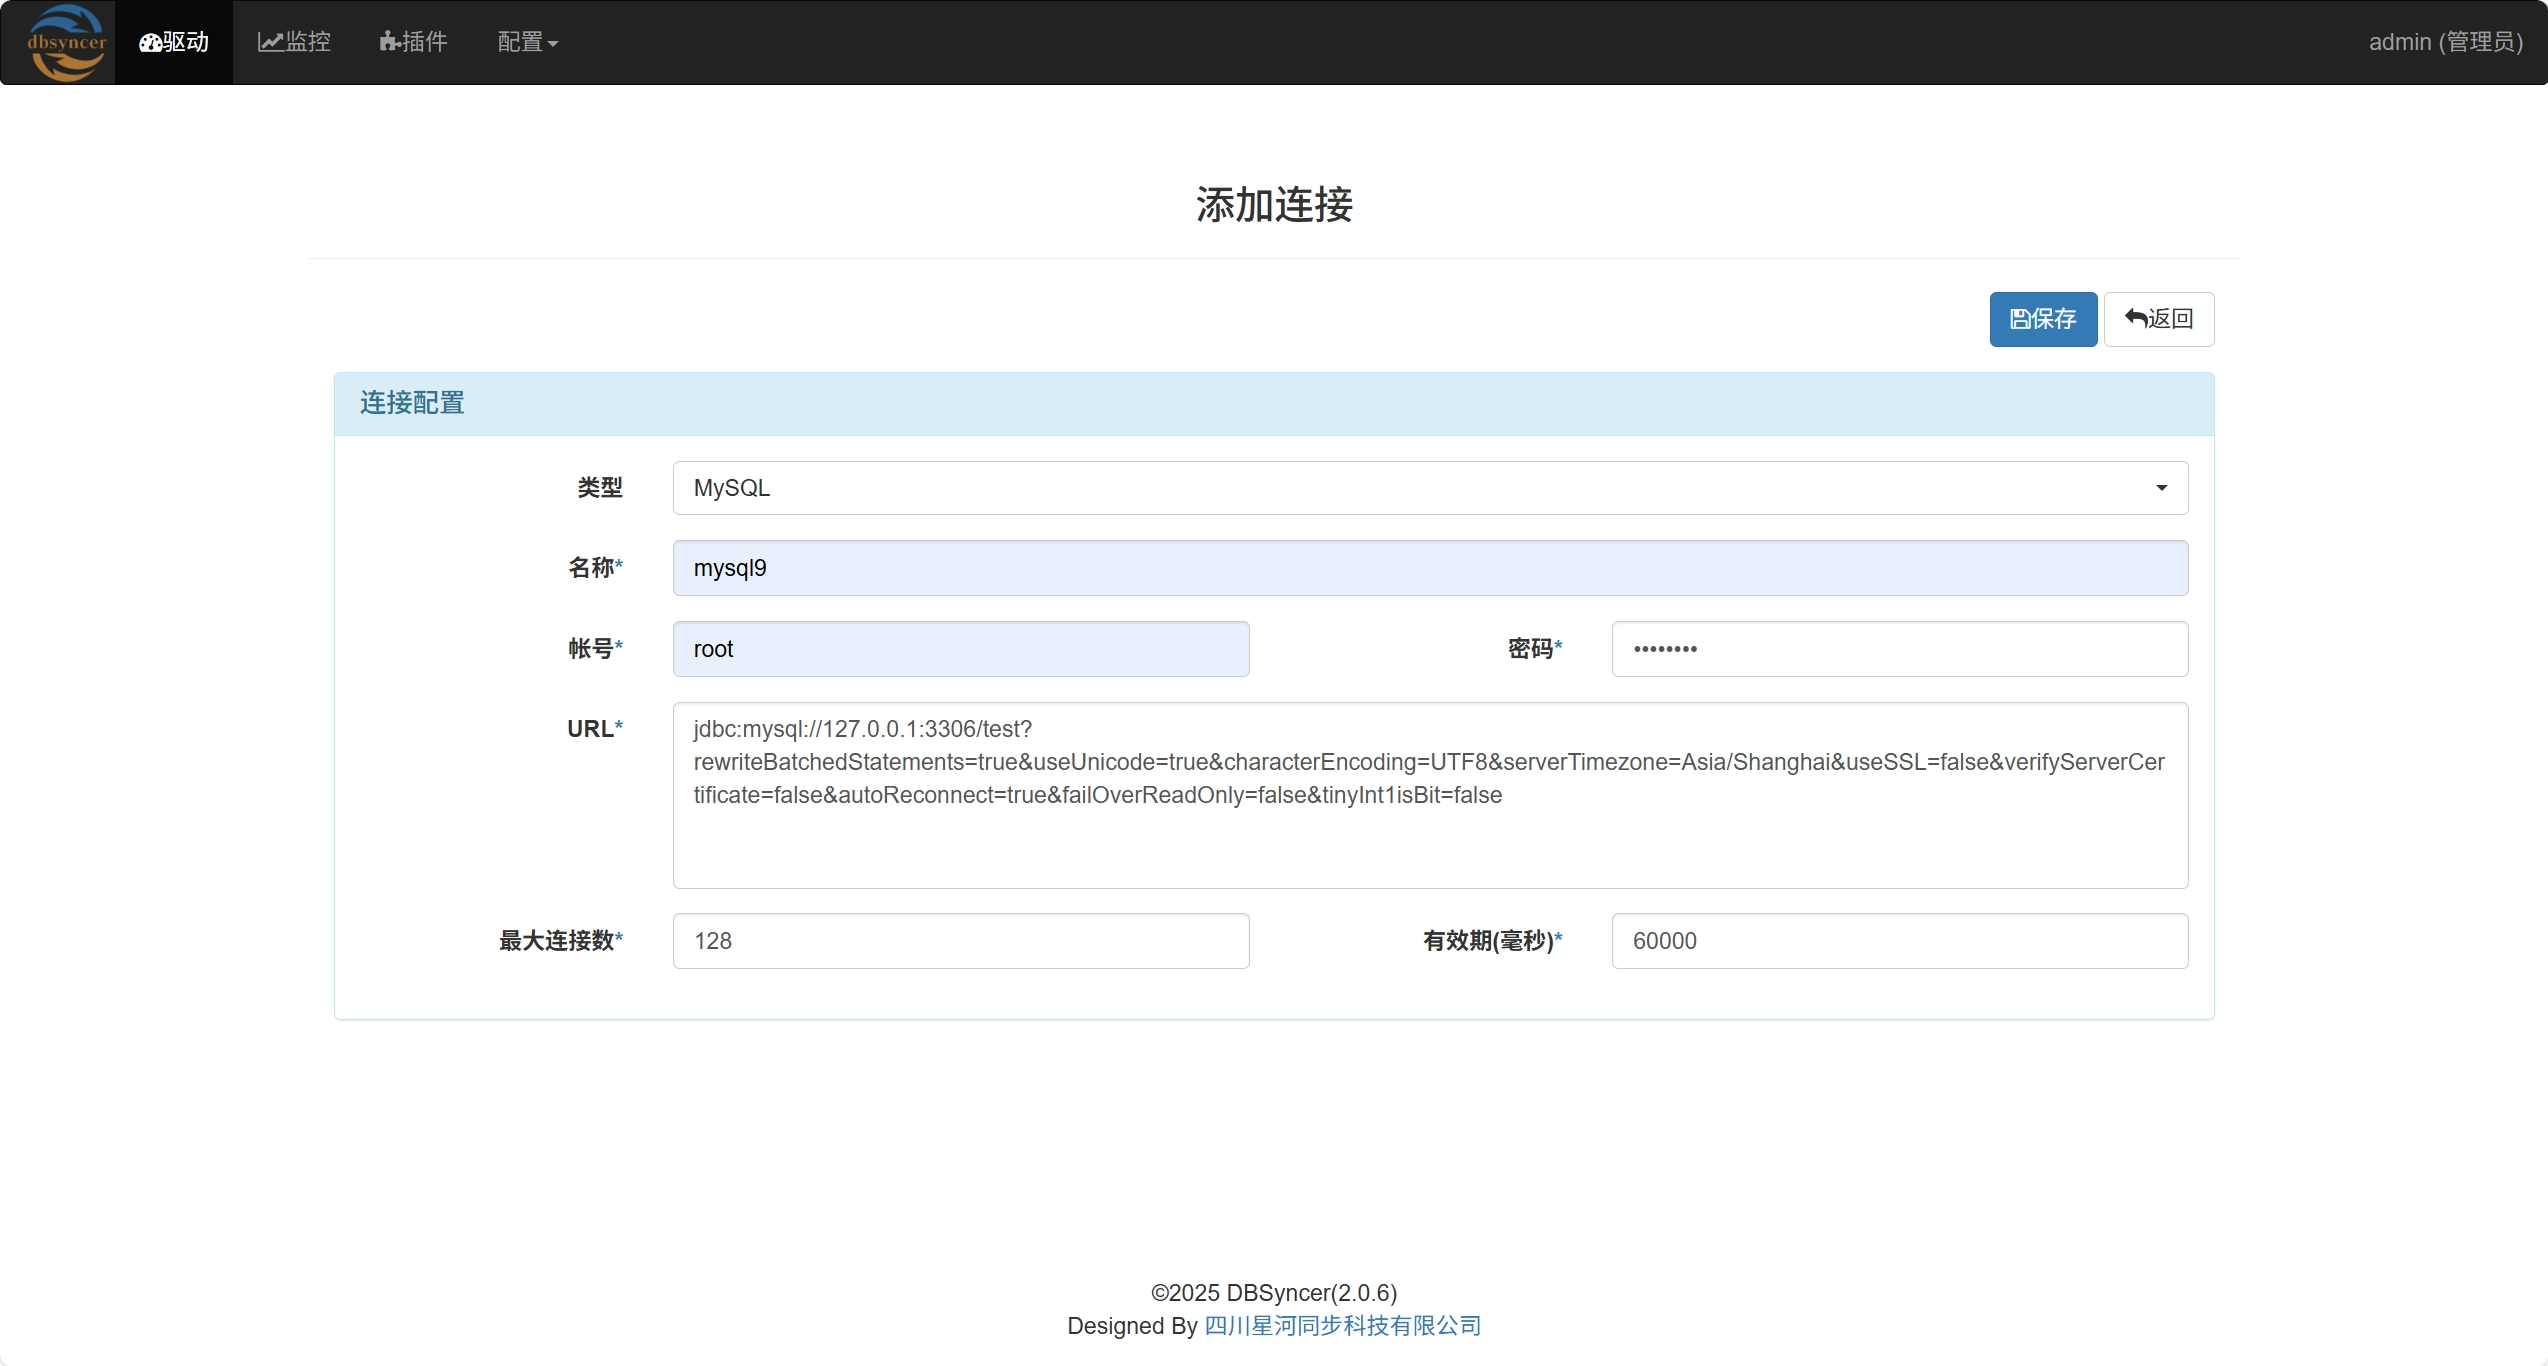 dbsyncer 驱动 监控 插件 配置 admin (管理员)
添加连接
保存 返回
连接配置
类型 MySQL
名称* mysql9
帐号* root 密码* ••••••••
URL* jdbc:mysql://127.0.0.1:3306/test?
rewriteBatchedStatements=true&useUnicode=true&characterEncoding=UTF8&serverTimezone=Asia/Shanghai&useSSL=false&verifyServerCer
tificate=false&autoReconnect=true&failOverReadOnly=false&tinyInt1isBit=false
最大连接数* 128 有效期(毫秒)* 60000
©2025 DBSyncer(2.0.6)
Designed By 四川星河同步科技有限公司